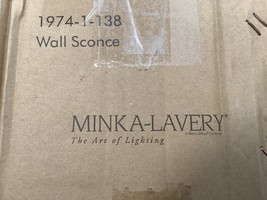 1974-1-138
Wall Sconce
MINKA-LAVERY®
The Art of Lighting